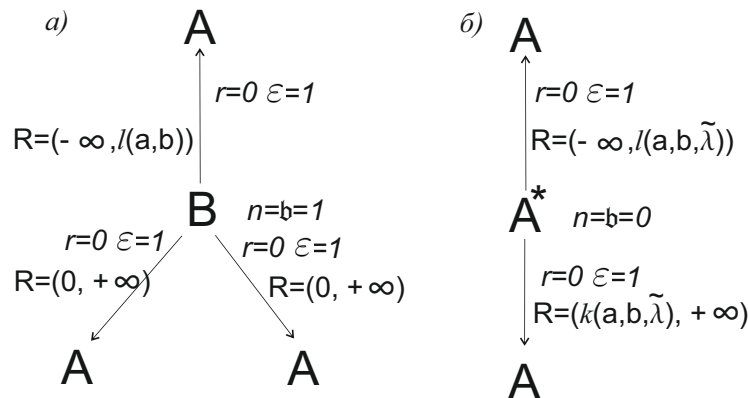 а)
A
r=0 ε=1
R=(- ∞, l(a,b))
B
n=𝔟=1
r=0 ε=1
R=(0, +∞)
r=0 ε=1
R=(0, +∞)
A
A
б)
A
r=0 ε=1
R=(- ∞, l(a,b,λ̃))
A*
n=𝔟=0
r=0 ε=1
R=(k(a,b,λ̃), +∞)
A